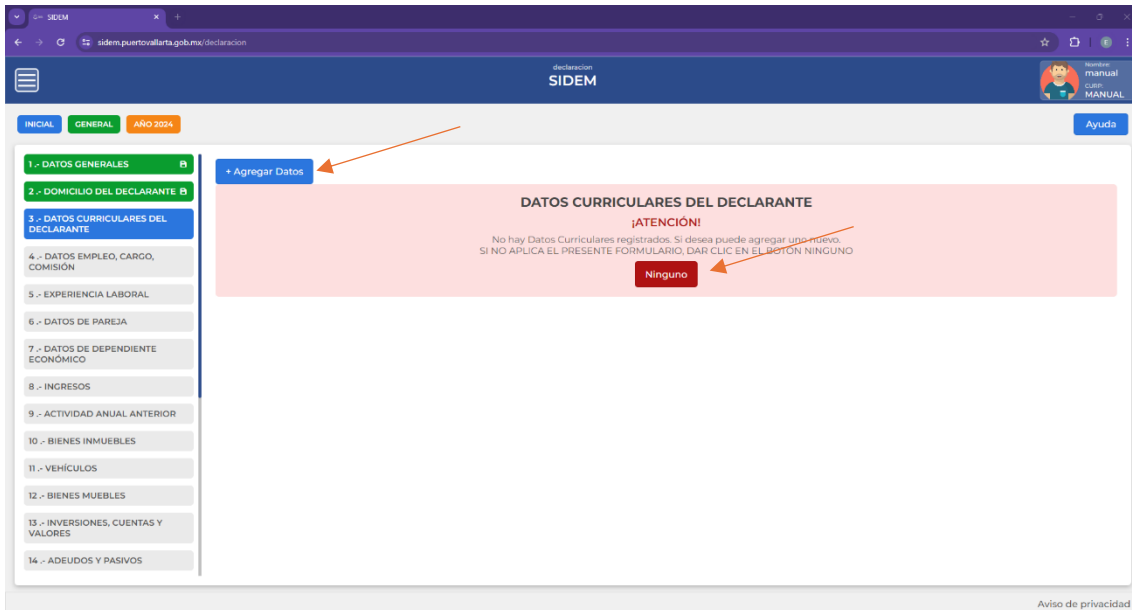 SIDEM
sidem.puertovallarta.gob.mx/declaracion
declaracion
SIDEM
Nombre:
manual
CURP:
MANUAL
INICIAL
GENERAL
AÑO 2024
Ayuda
1 .- DATOS GENERALES
2 .- DOMICILIO DEL DECLARANTE
3 .- DATOS CURRICULARES DEL
DECLARANTE
4 .- DATOS EMPLEO, CARGO,
COMISIÓN
5 .- EXPERIENCIA LABORAL
6 .- DATOS DE PAREJA
7 .- DATOS DE DEPENDIENTE
ECONÓMICO
8 .- INGRESOS
9 .- ACTIVIDAD ANUAL ANTERIOR
10 .- BIENES INMUEBLES
11 .- VEHÍCULOS
12 .- BIENES MUEBLES
13 .- INVERSIONES, CUENTAS Y
VALORES
14 .- ADEUDOS Y PASIVOS
+ Agregar Datos
DATOS CURRICULARES DEL DECLARANTE
¡ATENCIÓN!
No hay Datos Curriculares registrados. Si desea puede agregar uno nuevo.
SI NO APLICA EL PRESENTE FORMULARIO, DAR CLIC EN EL BOTON NINGUNO
Ninguno
Aviso de privacidad